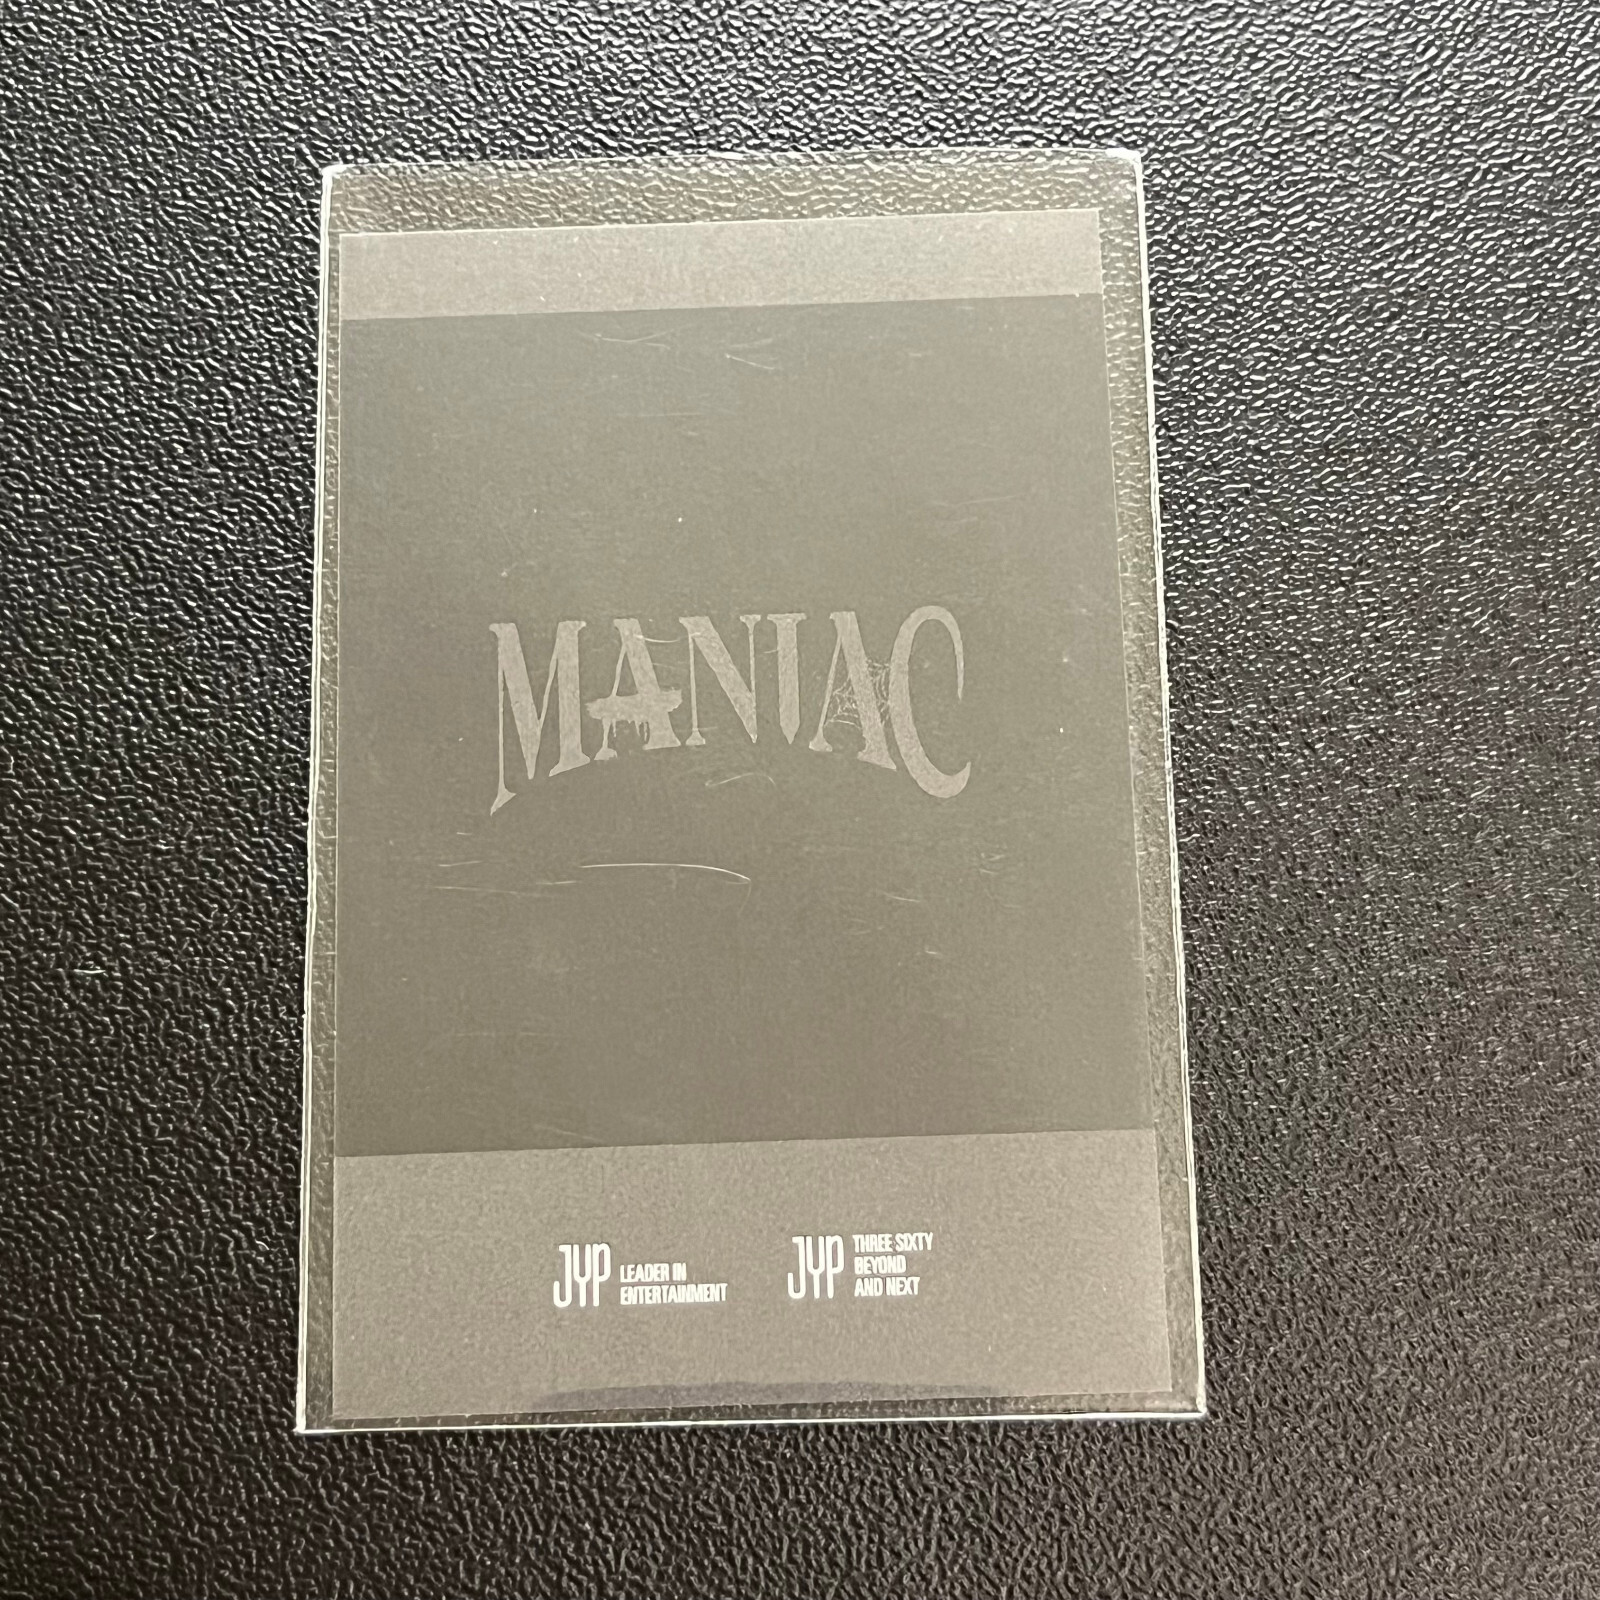 MANIAC
JYP LEADER IN
ENTERTAINMENT
JYP THREE SIXTY
BEYOND
AND NEXT